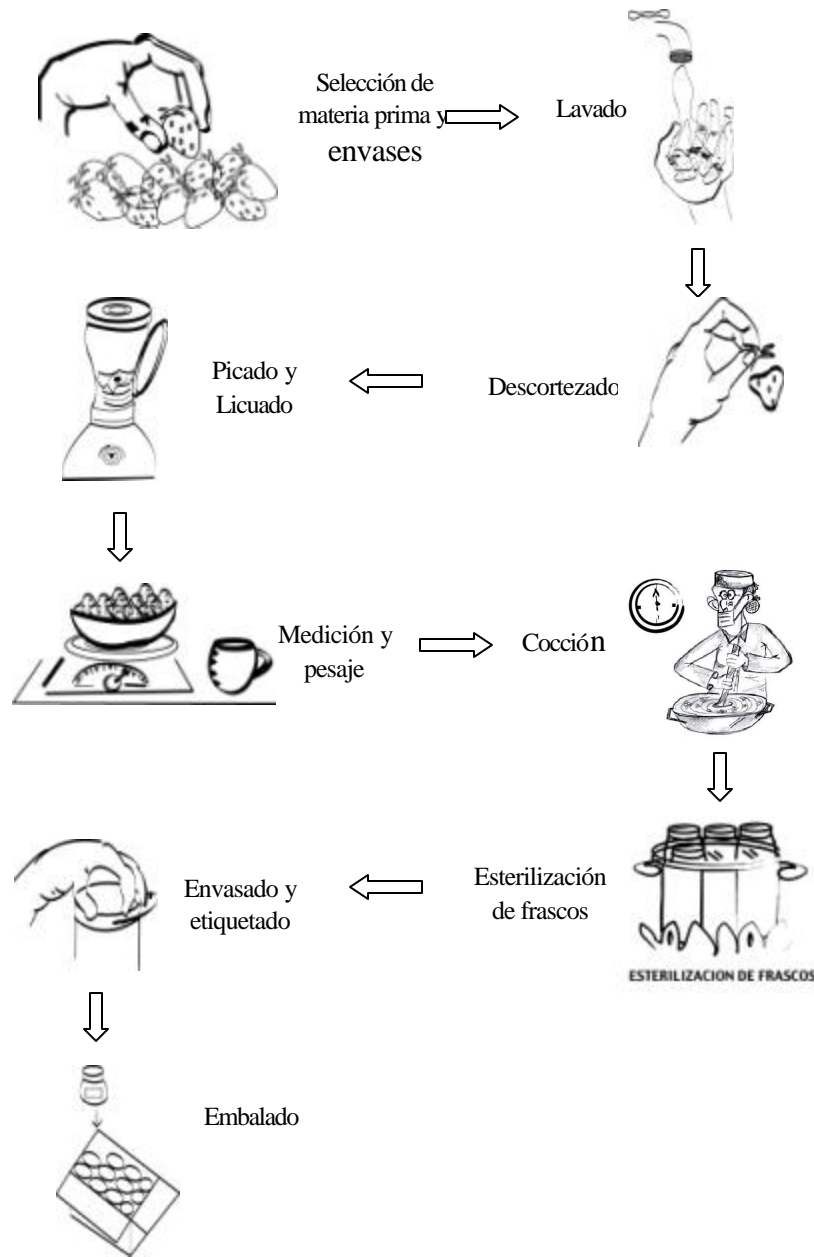 Selección de
materia prima y
envases
Lavado
Descortezado
Picado y
Licuado
Medición y
pesaje
Cocción
Esterilización
de frascos
ESTERILIZACION DE FRASCOS
Envasado y
etiquetado
Embalado